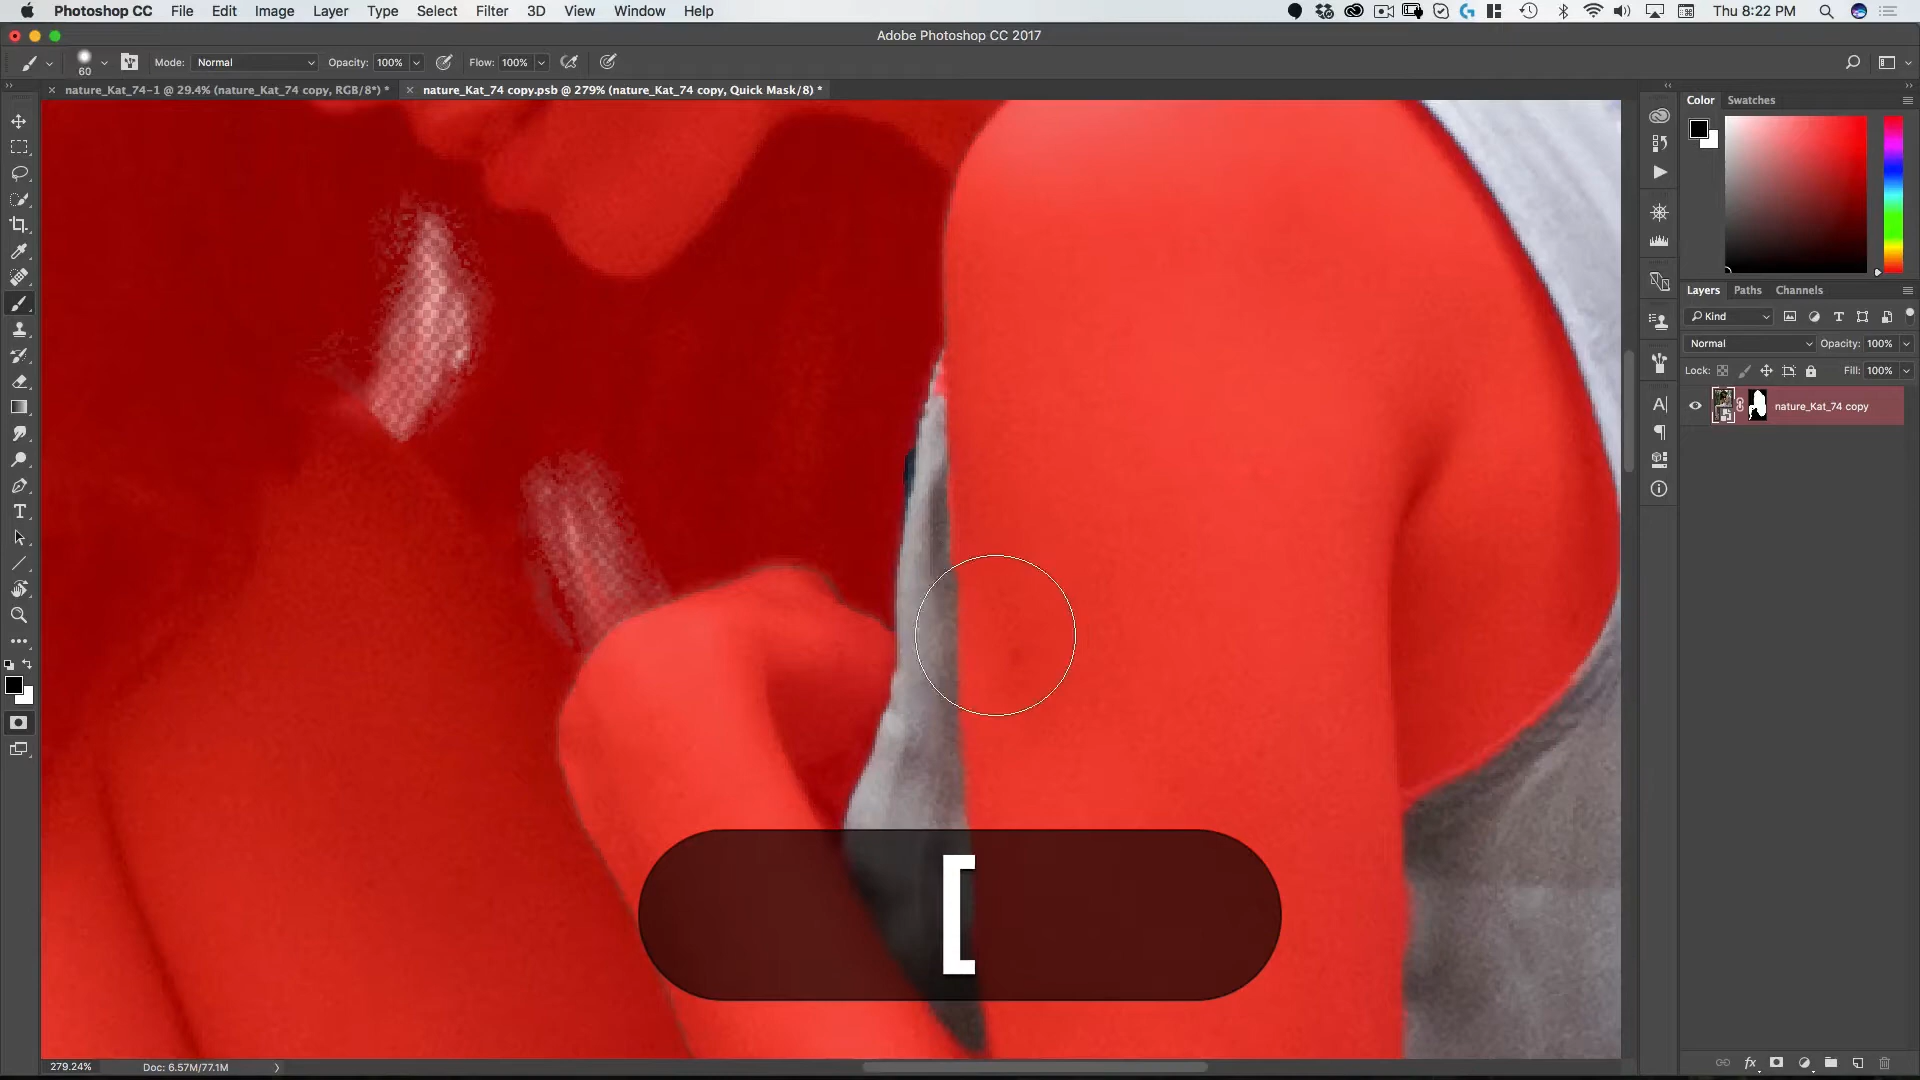 Photoshop CC File Edit Image Layer Type Select Filter 3D View Window Help Thu 8:22 PM
Adobe Photoshop CC 2017
60 Mode: Normal Opacity: 100% Flow: 100%
nature_Kat_74-1 @ 29.4% (nature_Kat_74 copy, RGB/8*) * nature_Kat_74 copy.psb @ 279% (nature_Kat_74 copy, Quick Mask/8) *
Color Swatches
Layers Paths Channels
Kind
Normal Opacity: 100%
Lock: Fill: 100%
nature_Kat_74 copy
[
279.24% Doc: 6.57M/77.1M